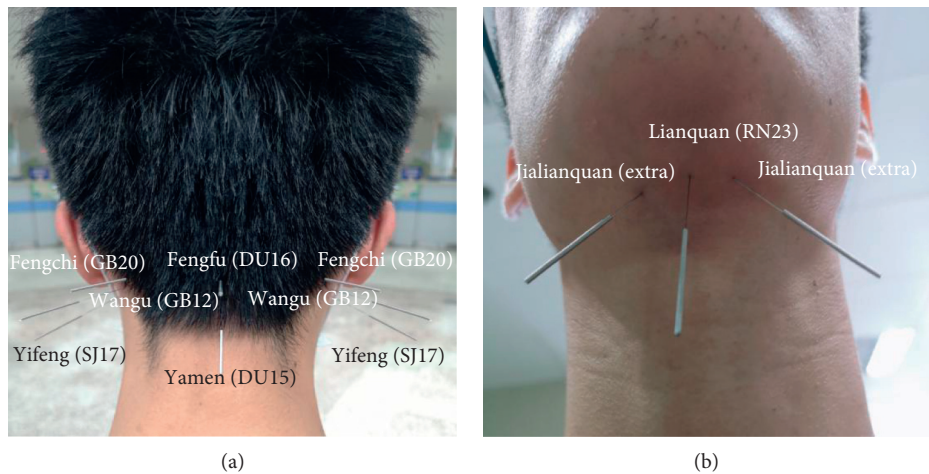 Fengchi (GB20) Fengfu (DU16) Fengchi (GB20)
Wangu (GB12) Wangu (GB12)
Yifeng (SJ17) Yifeng (SJ17)
Yamen (DU15)
(a)
Lianquan (RN23)
Jialianquan (extra) Jialianquan (extra)
(b)